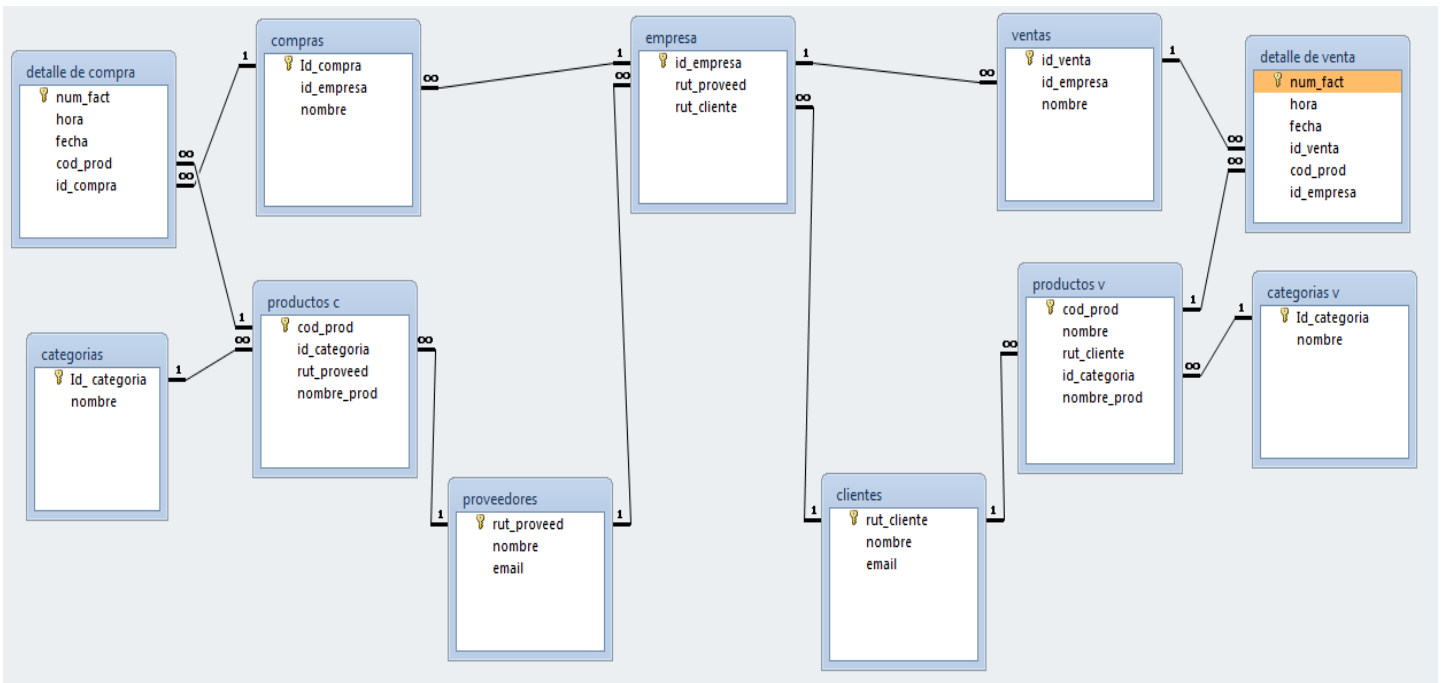 detalle de compra
num_fact
hora
fecha
cod_prod
id_compra
∞
∞
compras
Id_compra
id_empresa
nombre
1
∞
empresa
id_empresa
rut_proveed
rut_cliente
1
∞
1
∞
ventas
id_venta
id_empresa
nombre
∞
1
detalle de venta
num_fact
hora
fecha
id_venta
cod_prod
id_empresa
∞
∞
categorias
Id_ categoria
nombre
1
productos c
cod_prod
id_categoria
rut_proveed
nombre_prod
1
∞
∞
proveedores
rut_proveed
nombre
email
1
1
clientes
rut_cliente
nombre
email
1
1
productos v
cod_prod
nombre
rut_cliente
id_categoria
nombre_prod
∞
1
∞
categorias v
Id_categoria
nombre
1